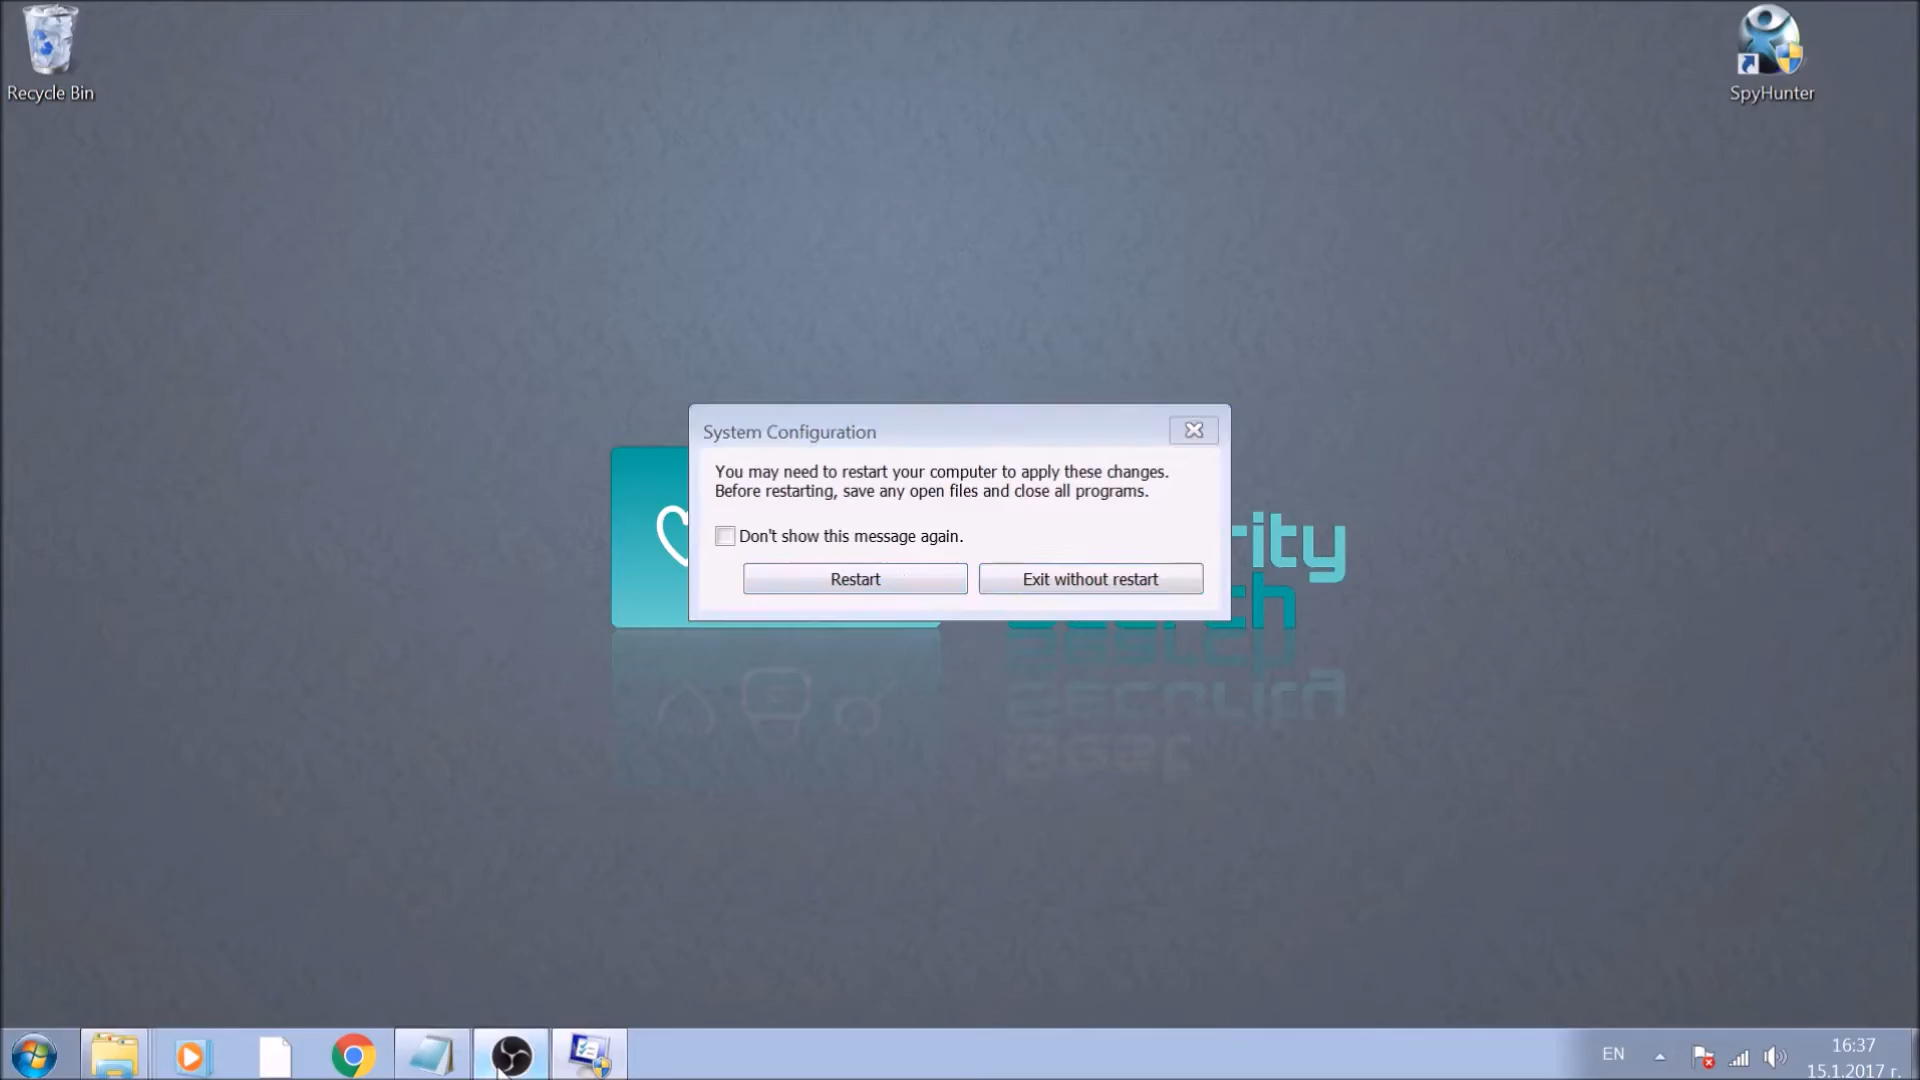 Recycle Bin
SpyHunter
System Configuration
You may need to restart your computer to apply these changes.
Before restarting, save any open files and close all programs.
Don't show this message again.
Restart
Exit without restart
rity
EN
16:37
15.1.2017 г.